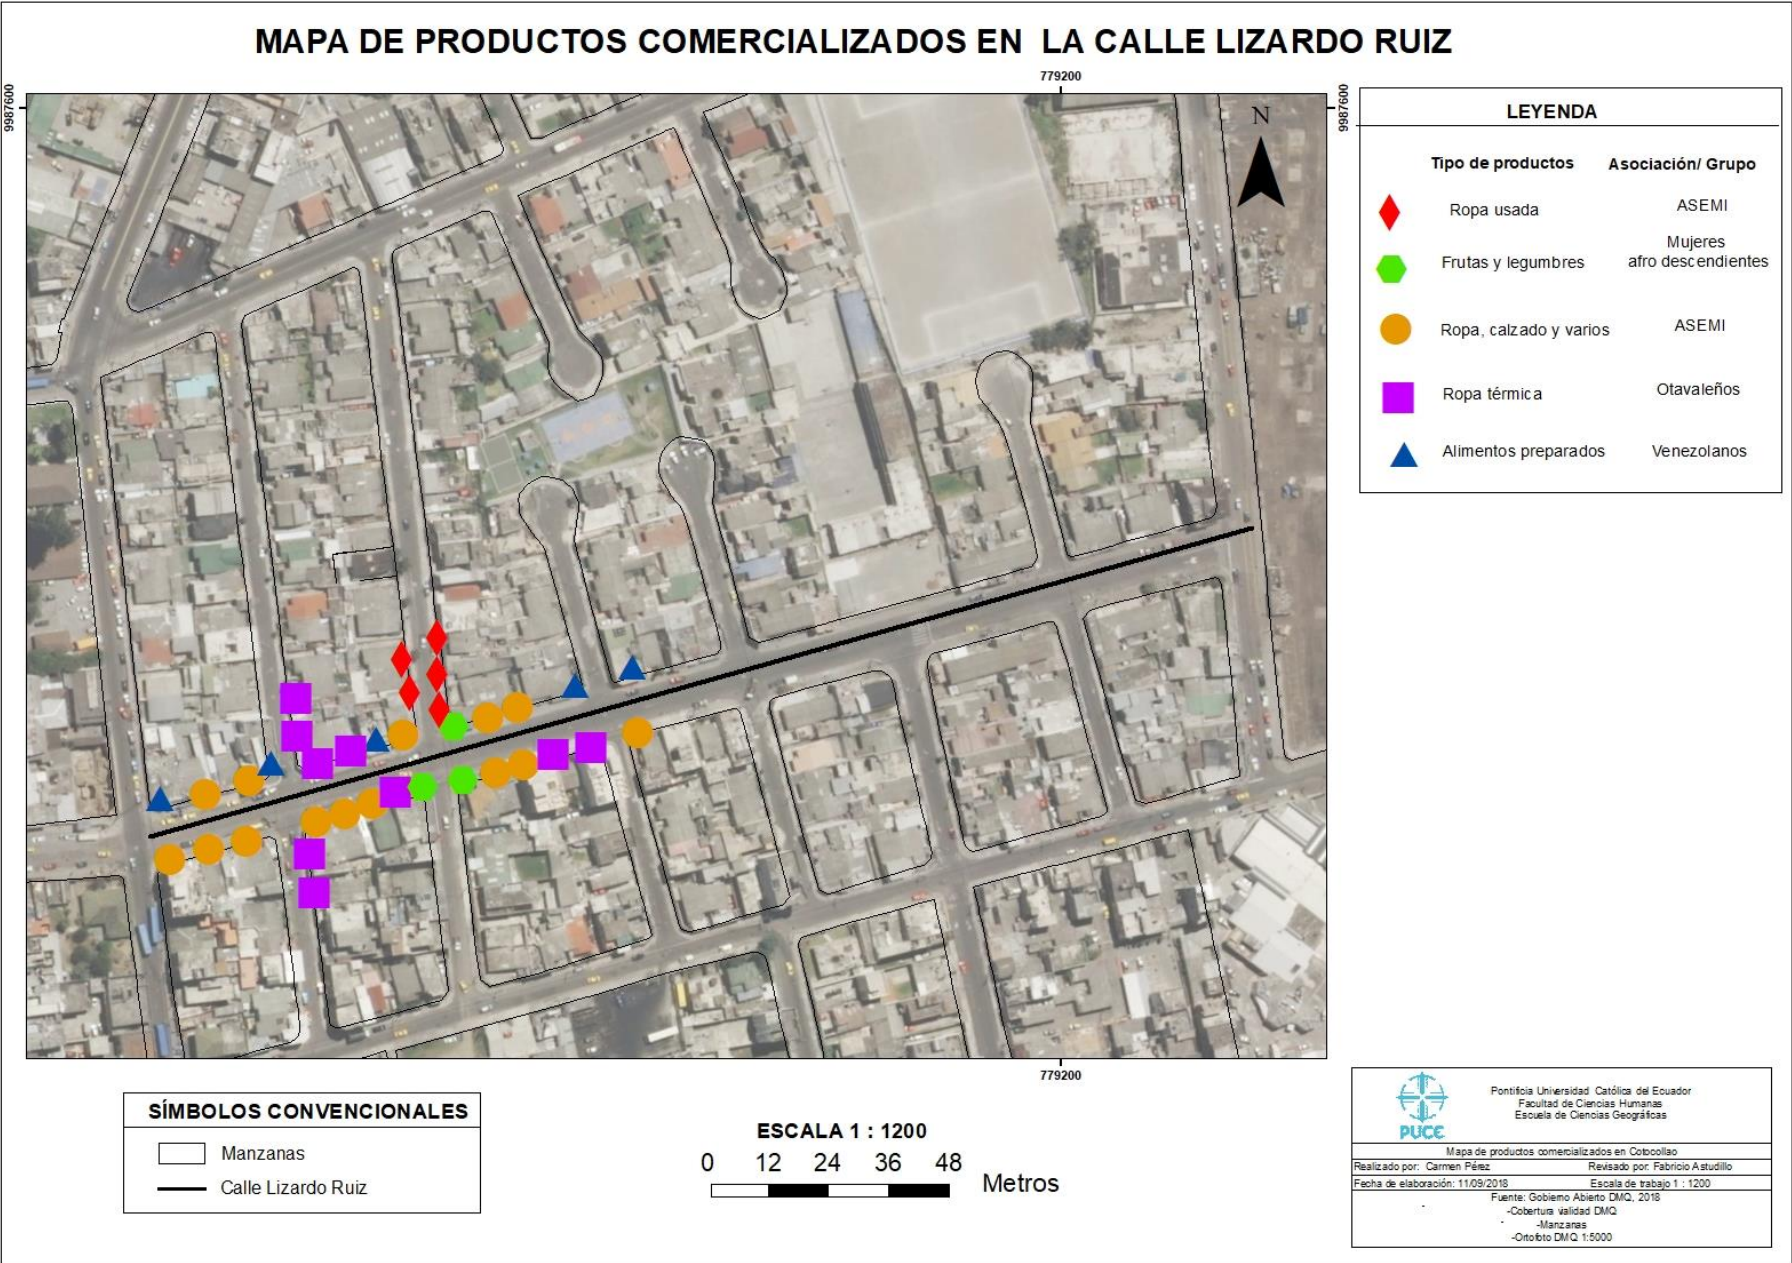 MAPA DE PRODUCTOS COMERCIALIZADOS EN LA CALLE LIZARDO RUIZ
779200
9987600
9987600
N
LEYENDA
Tipo de productos Asociación/ Grupo
Ropa usada ASEMI
Frutas y legumbres Mujeres
afro descendientes
Ropa, calzado y varios ASEMI
Ropa térmica Otavaleños
Alimentos preparados Venezolanos
779200
SÍMBOLOS CONVENCIONALES
Manzanas
Calle Lizardo Ruiz
ESCALA 1 : 1200
0 12 24 36 48
Metros
PUCE
Pontificia Universidad Católica del Ecuador
Facultad de Ciencias Humanas
Escuela de Ciencias Geográficas
Mapa de productos comercializados en Cotocollao
Realizado por: Carmen Pérez Revisado por: Fabricio Astudillo
Fecha de elaboración: 11/09/2018 Escala de trabajo 1 : 1200
Fuente: Gobierno Abierto DMQ, 2018
-Cobertura vialidad DMQ
-Manzanas
-Ortofoto DMQ 1:5000